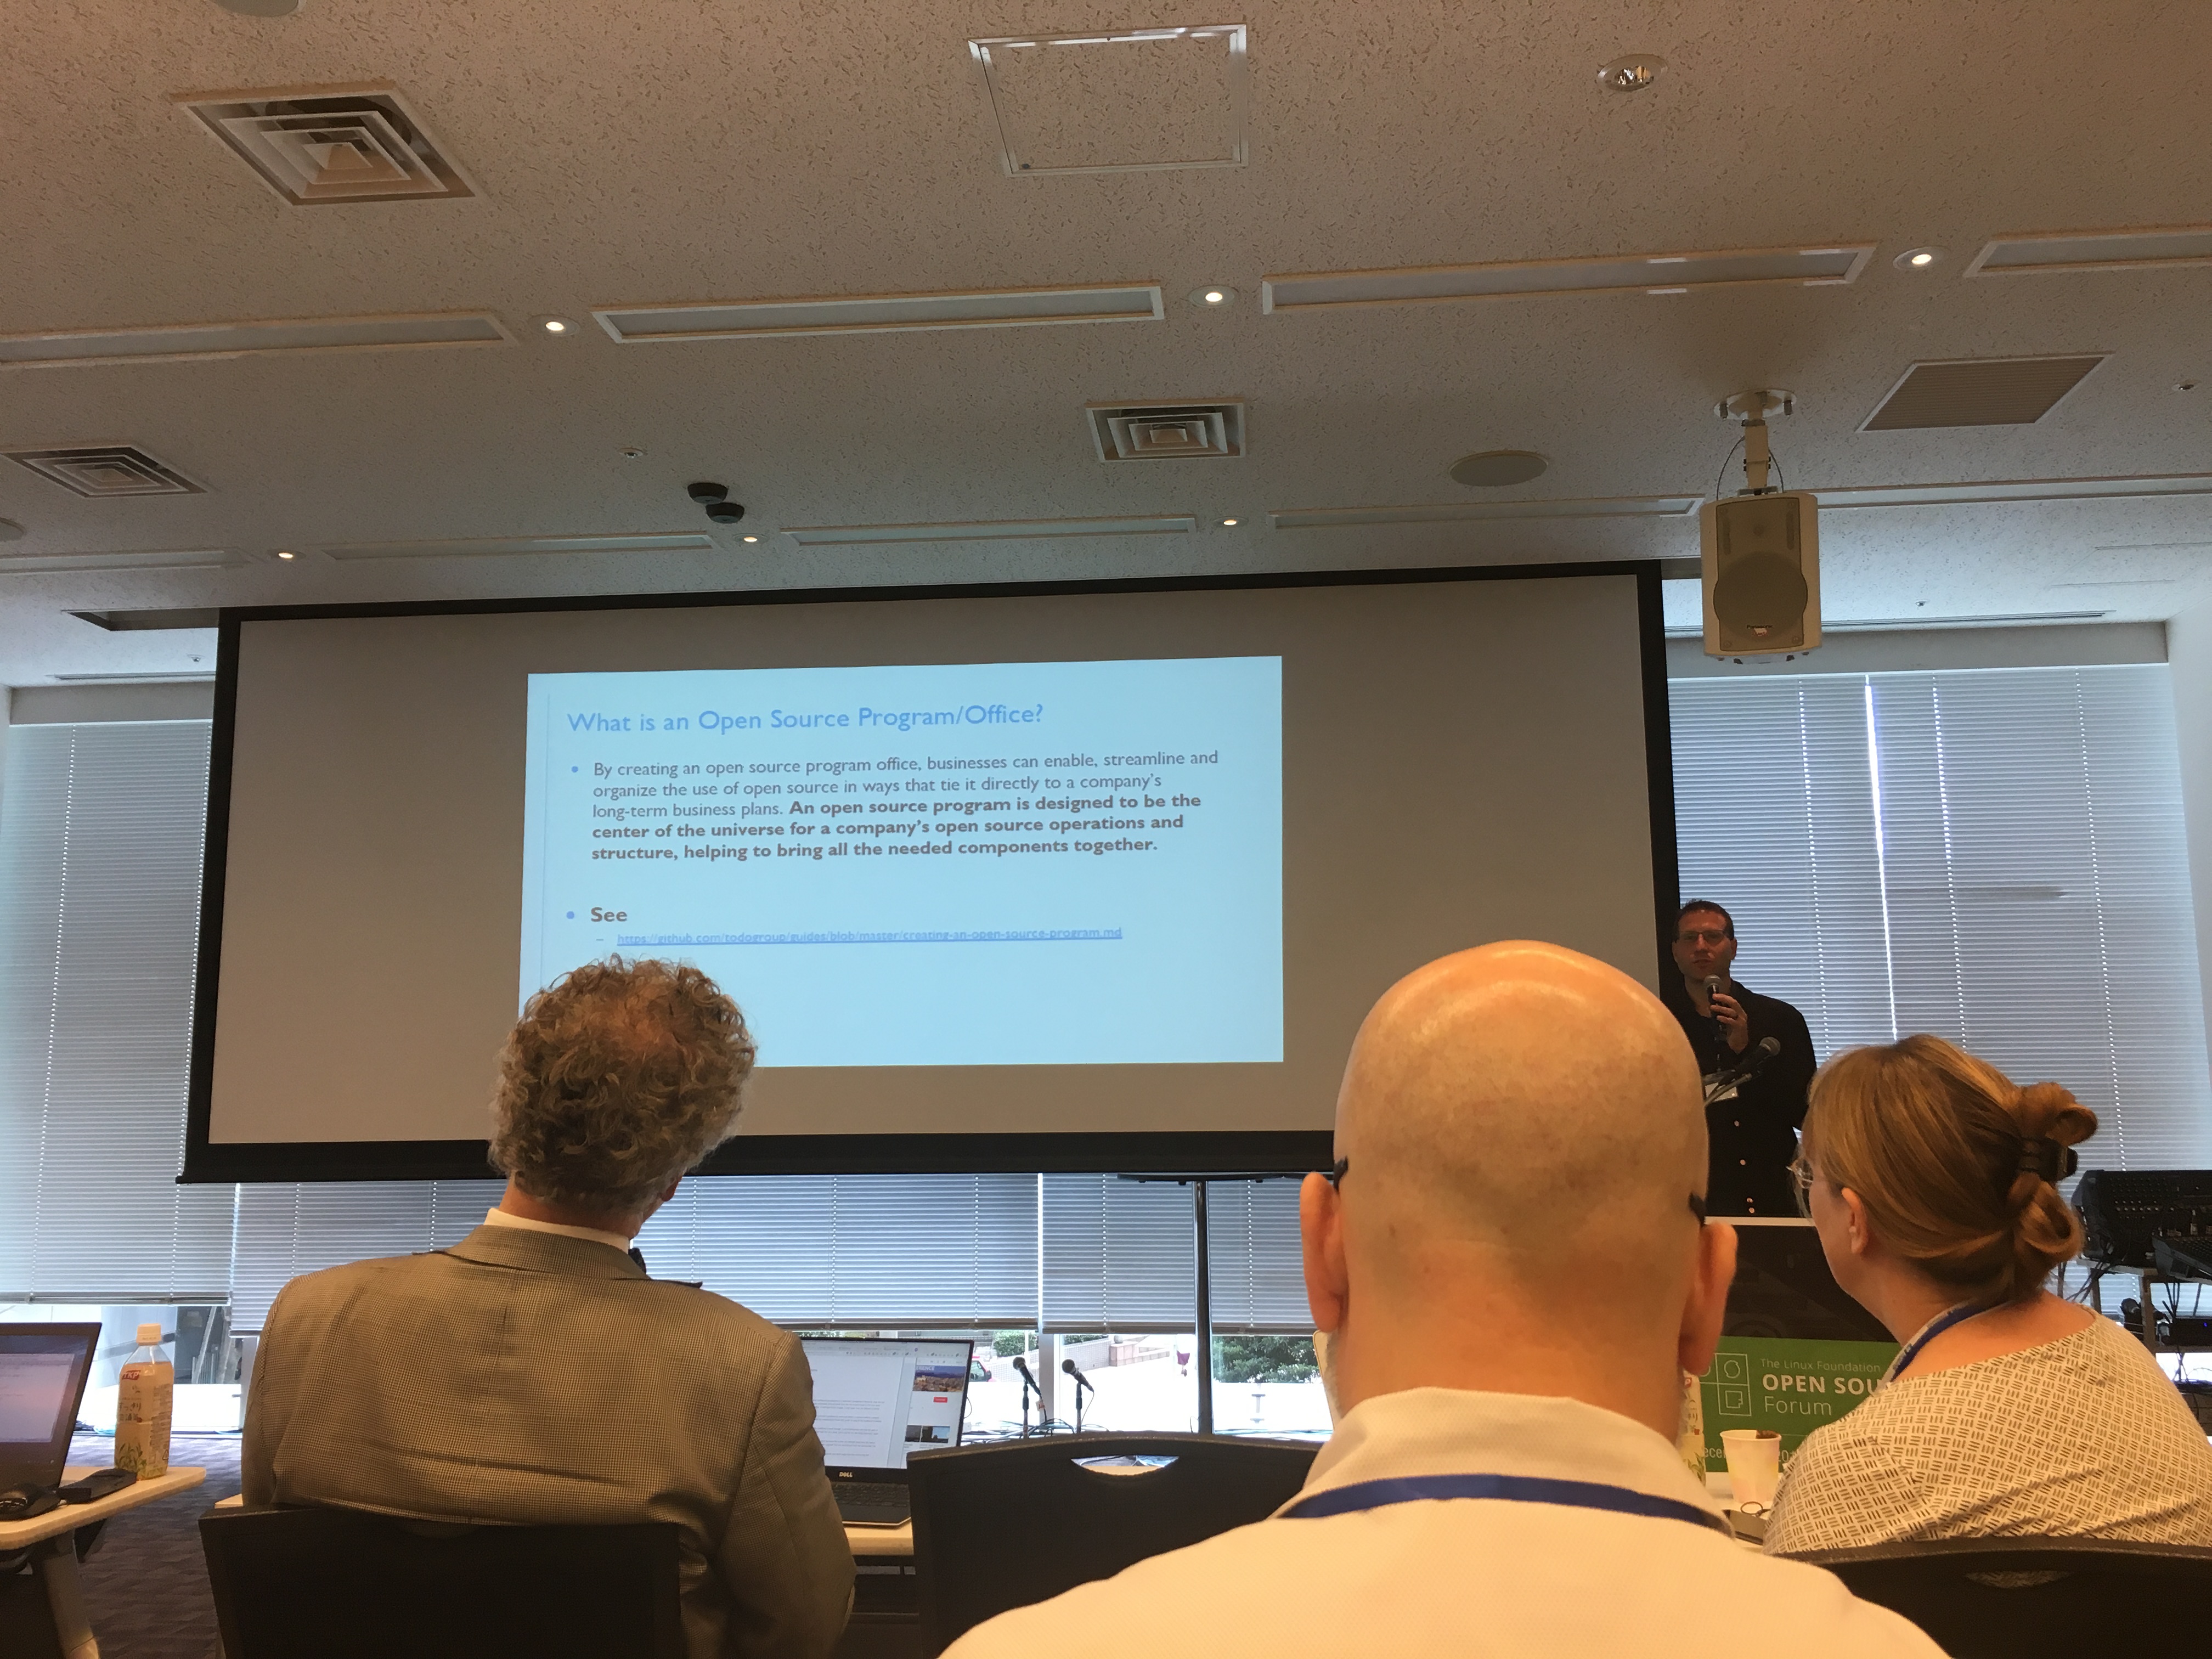 What is an Open Source Program/Office?
• By creating an open source program office, businesses can enable, streamline and
organize the use of open source in ways that tie it directly to a company's
long-term business plans. An open source program is designed to be the
center of the universe for a company's open source operations and
structure, helping to bring all the needed components together.
• See
– https://github.com/todogroup/guides/blob/master/creating-an-open-source-program.md
DELL
The Linux Foundation
OPEN SOU
Forum